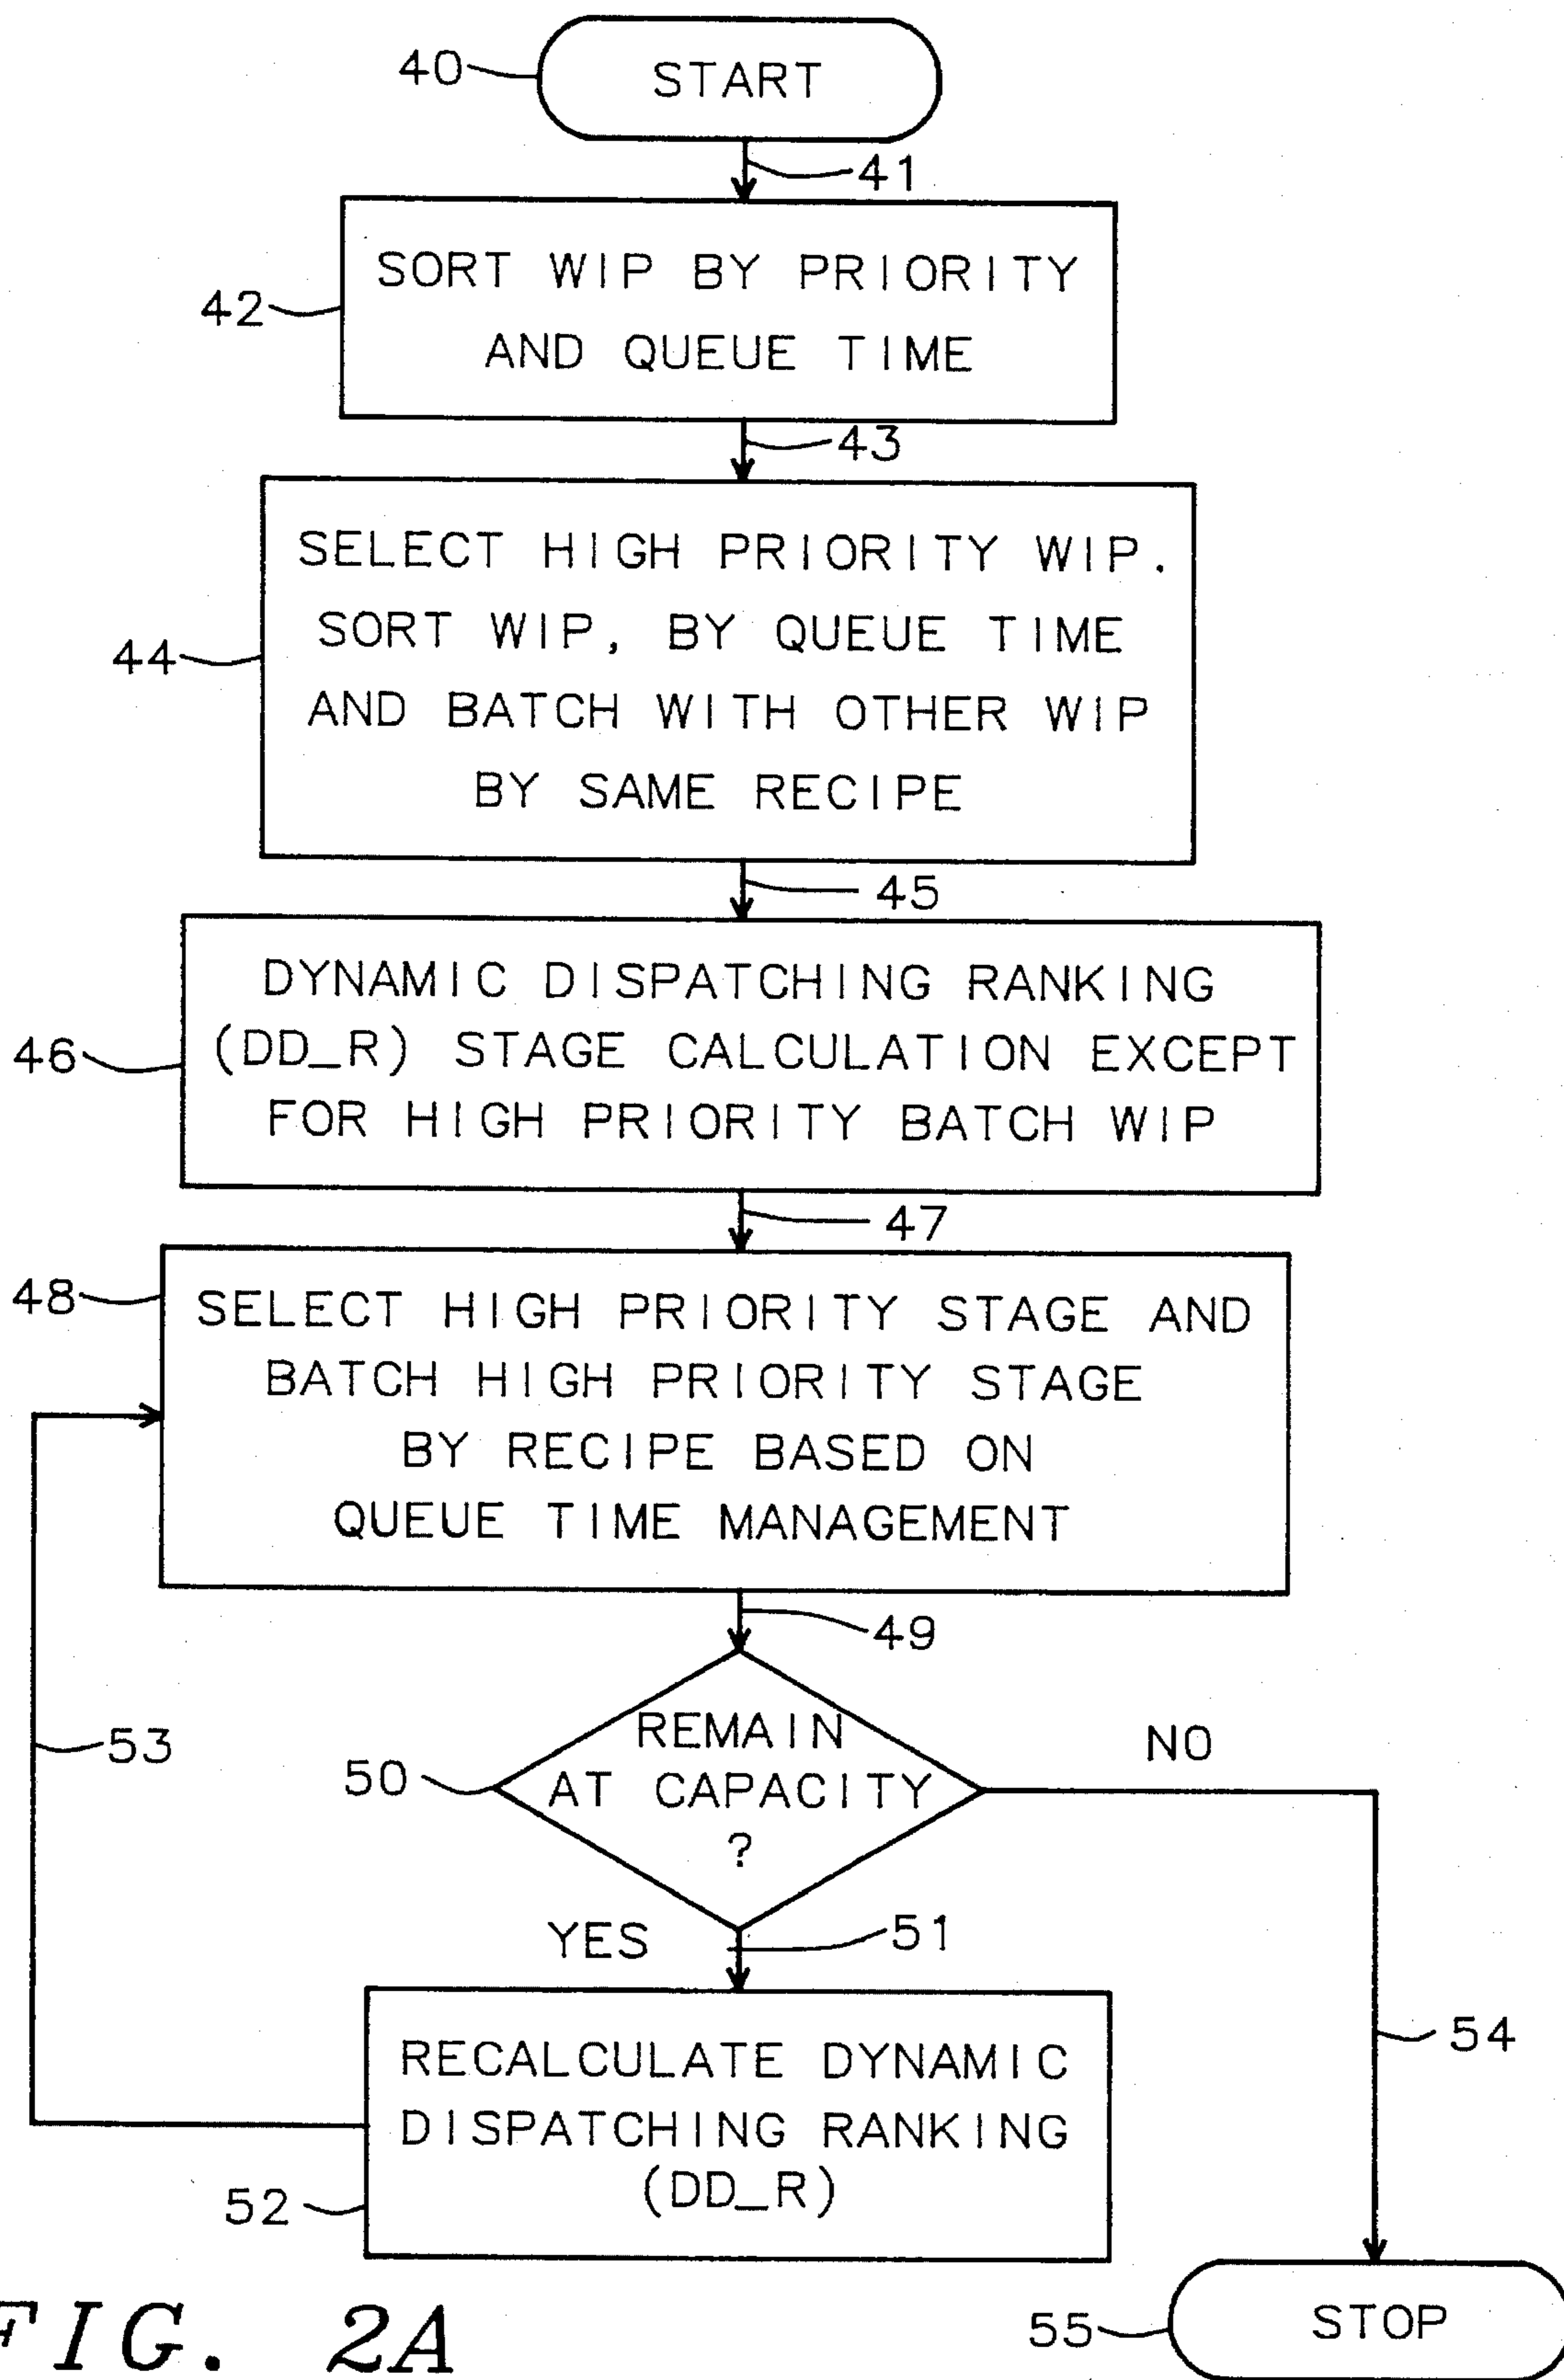 40
START
41
42
SORT WIP BY PRIORITY
AND QUEUE TIME
43
44
SELECT HIGH PRIORITY WIP.
SORT WIP, BY QUEUE TIME
AND BATCH WITH OTHER WIP
BY SAME RECIPE
45
46
DYNAMIC DISPATCHING RANKING
(DD_R) STAGE CALCULATION EXCEPT
FOR HIGH PRIORITY BATCH WIP
47
48
SELECT HIGH PRIORITY STAGE AND
BATCH HIGH PRIORITY STAGE
BY RECIPE BASED ON
QUEUE TIME MANAGEMENT
49
50
REMAIN
AT CAPACITY
?
NO
53
YES
51
54
52
RECALCULATE DYNAMIC
DISPATCHING RANKING
(DD_R)
55
STOP
FIG. 2A